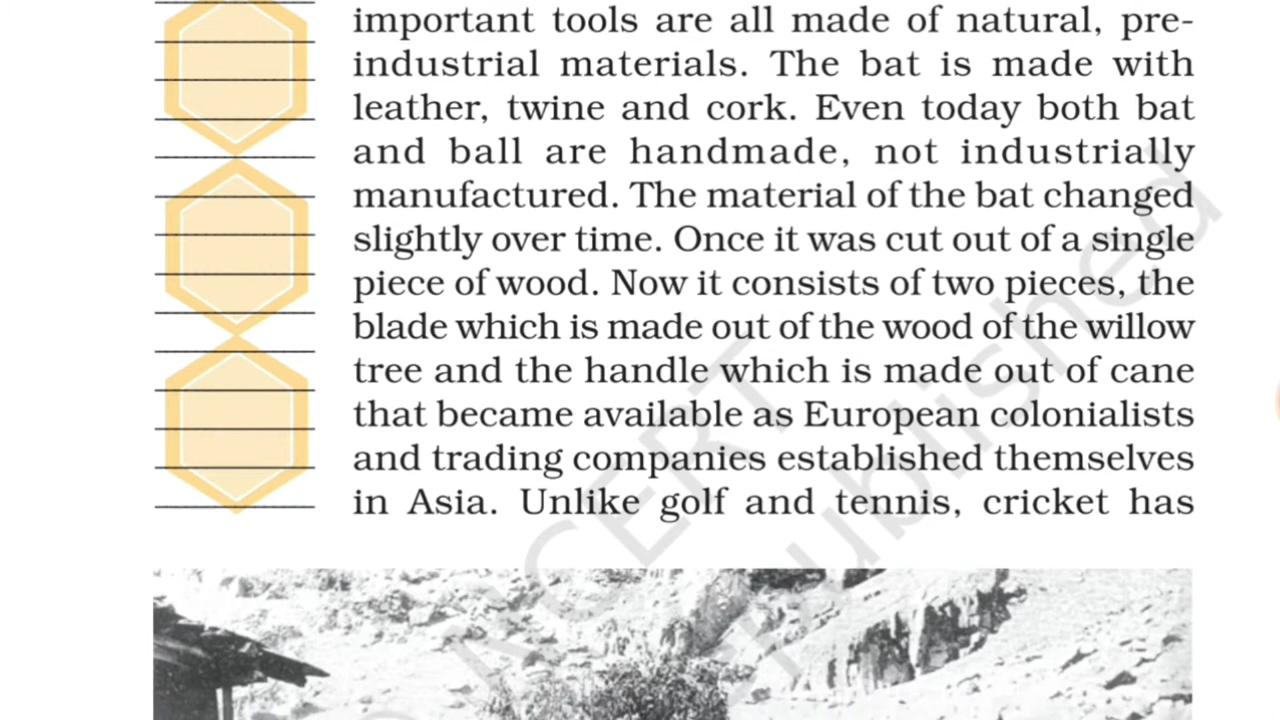 important tools are all made of natural, pre-
industrial materials. The bat is made with
leather, twine and cork. Even today both bat
and ball are handmade, not industrially
manufactured. The material of the bat changed
slightly over time. Once it was cut out of a single
piece of wood. Now it consists of two pieces, the
blade which is made out of the wood of the willow
tree and the handle which is made out of cane
that became available as European colonialists
and trading companies established themselves
in Asia. Unlike golf and tennis, cricket has
NCERT